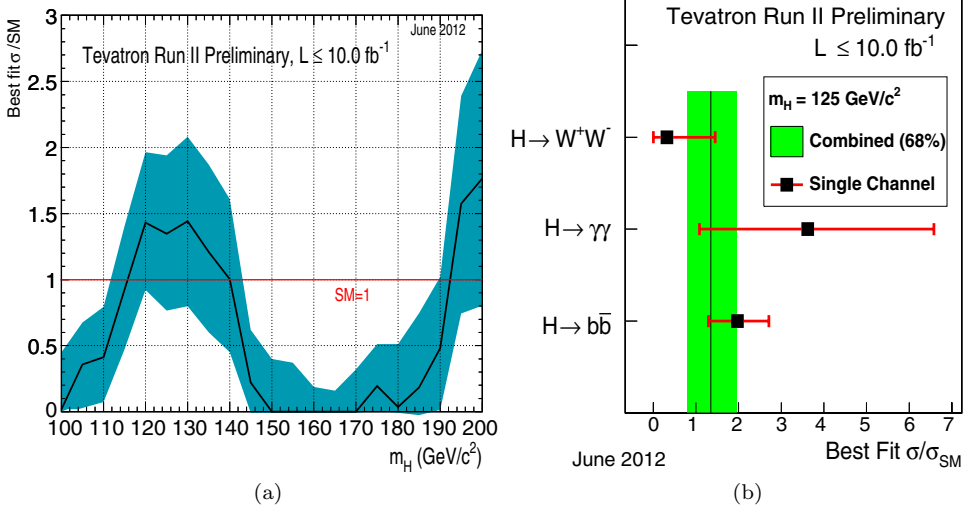 3
2.5
2
1.5
1
0.5
0
Best fit σ/SM
June 2012
Tevatron Run II Preliminary, L ≤ 10.0 fb⁻¹
SM=1
100 110 120 130 140 150 160 170 180 190 200
m_H (GeV/c²)
(a)
Tevatron Run II Preliminary
L ≤ 10.0 fb⁻¹
m_H = 125 GeV/c²
Combined (68%)
Single Channel
H→ W⁺W⁻
H→ γγ
H→ bb̄
0 1 2 3 4 5 6 7
June 2012
Best Fit σ/σ_SM
(b)